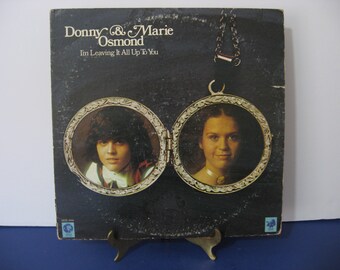 Donny & Marie
Osmond
I'm Leaving It All Up To You